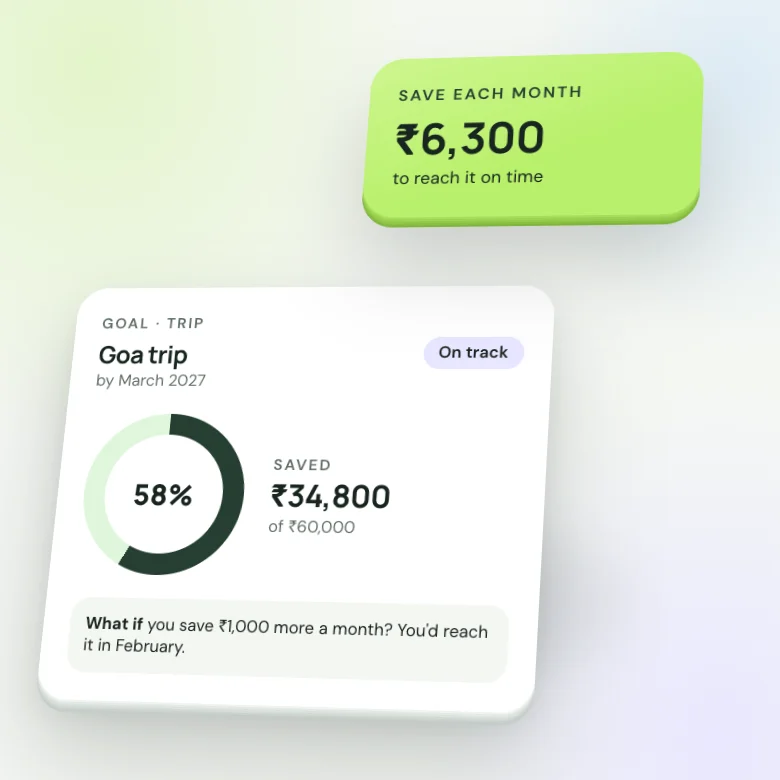 SAVE EACH MONTH
₹6,300
to reach it on time
GOAL · TRIP
Goa trip
On track
by March 2027
58%
SAVED
₹34,800
of ₹60,000
What if you save ₹1,000 more a month? You'd reach
it in February.